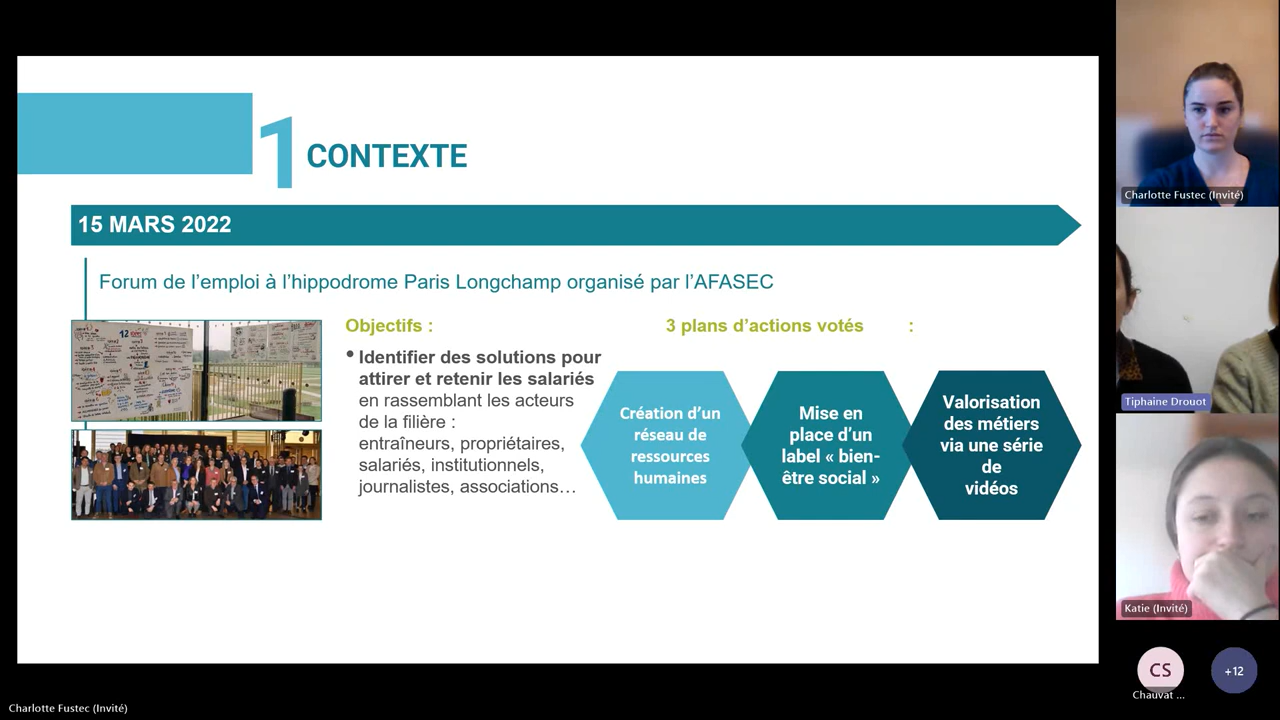 1 CONTEXTE
15 MARS 2022
Forum de l’emploi à l’hippodrome Paris Longchamp organisé par l’AFASEC
Objectifs :
• Identifier des solutions pour
attirer et retenir les salariés
en rassemblant les acteurs
de la filière :
entraîneurs, propriétaires,
salariés, institutionnels,
journalistes, associations…
3 plans d’actions votés :
Création d’un
réseau de
ressources
humaines
Mise en
place d’un
label « bien-
être social »
Valorisation
des métiers
via une série
de
vidéos
Charlotte Fustec (Invité)
Tiphaine Drouot
Katie (Invité)
CS
Chauvat ...
+12
Charlotte Fustec (Invité)